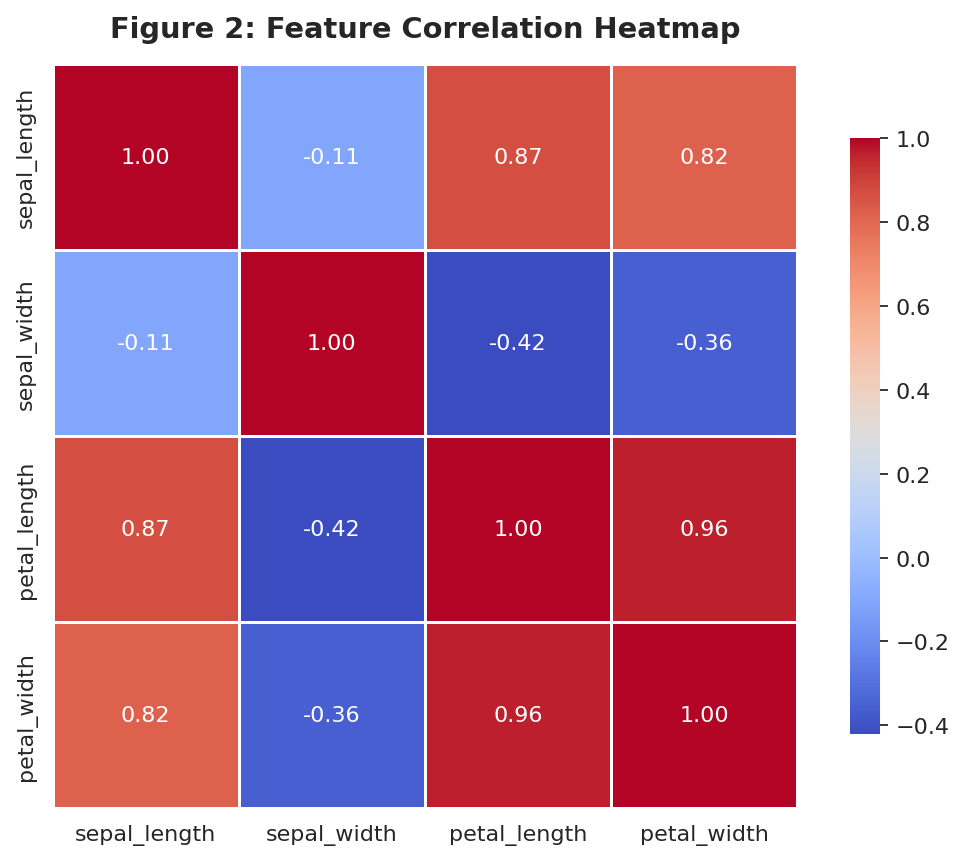 Figure 2: Feature Correlation Heatmap
sepal_length
1.00 -0.11 0.87 0.82
sepal_width
-0.11 1.00 -0.42 -0.36
petal_length
0.87 -0.42 1.00 0.96
petal_width
0.82 -0.36 0.96 1.00
sepal_length sepal_width petal_length petal_width
1.0
0.8
0.6
0.4
0.2
0.0
−0.2
−0.4